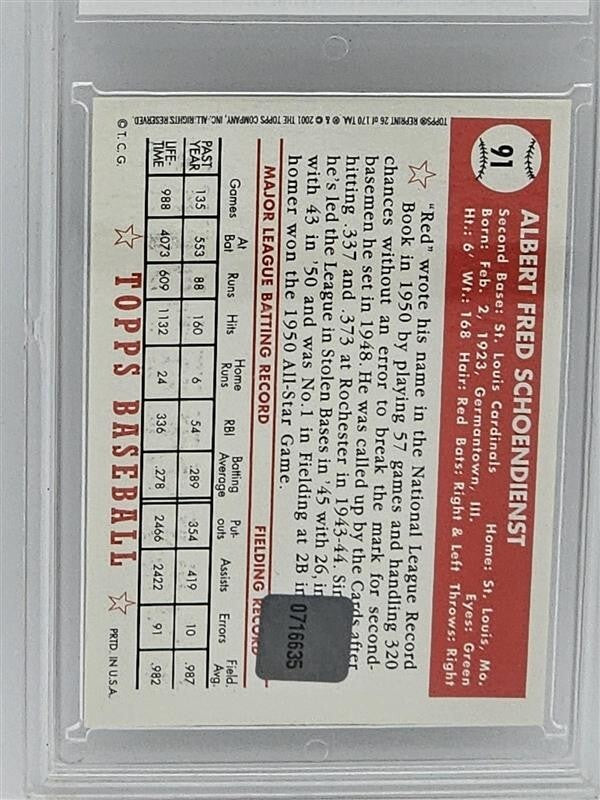 91
ALBERT FRED SCHOENDIENST
Second Base: St. Louis Cardinals Home: St. Louis, Mo.
Born: Feb. 2, 1923, Germantown, Ill. Eyes: Green
Ht.: 6' Wt.: 168 Hair: Red Bats: Right & Left Throws: Right
"Red" wrote his name in the National League Record
Book in 1950 by playing 57 games and handling 320
chances without an error to break the mark for second-
basemen he set in 1948. He was called up by the Cards after
hitting .337 and .373 at Rochester in 1943-44. Sin
he's led the League in Stolen Bases in '45 with 26, in
with 43 in '50 and was No. 1 in Fielding at 2B in
homer won the 1950 All-Star Game.
0716635
MAJOR LEAGUE BATTING RECORD FIELDING RECORD
Games At Bat Runs Hits Home Runs RBI Batting Average Put-outs Assists Errors Field. Avg.
PAST YEAR 135 553 88 160 6 54 .289 354 419 10 .987
LIFE-TIME 988 4073 609 1132 24 336 .278 2466 2422 91 .982
© T. C. G. TOPPS BASEBALL PRTD. IN U.S.A.
TOPPS® REPRINT 26 of 170 TAA. ® & © 2001 THE TOPPS COMPANY, INC. ALL RIGHTS RESERVED.